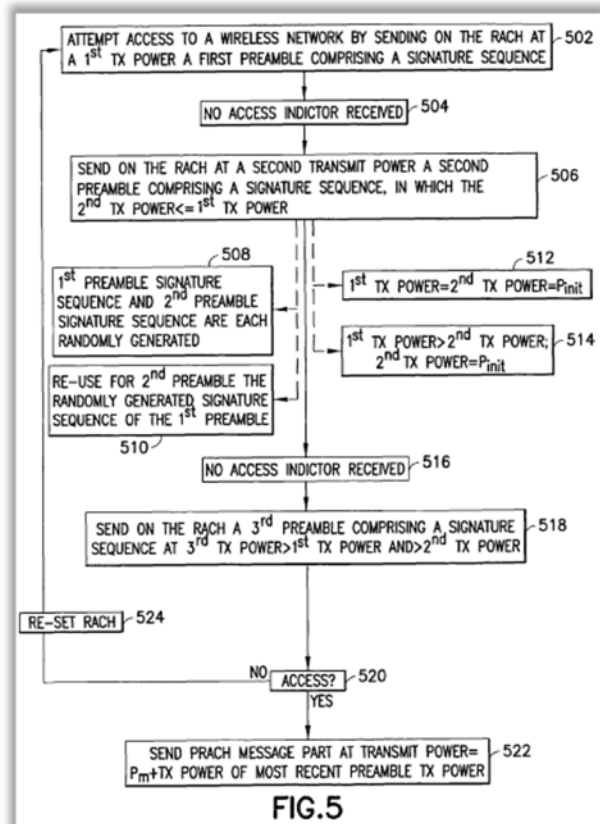 ATTEMPT ACCESS TO A WIRELESS NETWORK BY SENDING ON THE RACH AT
A 1st TX POWER A FIRST PREAMBLE COMPRISING A SIGNATURE SEQUENCE
502
NO ACCESS INDICTOR RECEIVED
504
SEND ON THE RACH AT A SECOND TRANSMIT POWER A SECOND
PREAMBLE COMPRISING A SIGNATURE SEQUENCE, IN WHICH THE
2nd TX POWER<=1st TX POWER
506
508
1st PREAMBLE SIGNATURE
SEQUENCE AND 2nd PREAMBLE
SIGNATURE SEQUENCE ARE EACH
RANDOMLY GENERATED
512
1st TX POWER=2nd TX POWER=Pinit
1st TX POWER>2nd TX POWER;
2nd TX POWER=Pinit
514
RE-USE FOR 2nd PREAMBLE THE
RANDOMLY GENERATED SIGNATURE
SEQUENCE OF THE 1st PREAMBLE
510
NO ACCESS INDICTOR RECEIVED
516
SEND ON THE RACH A 3rd PREAMBLE COMPRISING A SIGNATURE
SEQUENCE AT 3rd TX POWER>1st TX POWER AND>2nd TX POWER
518
RE-SET RACH
524
NO
ACCESS?
520
YES
SEND PRACH MESSAGE PART AT TRANSMIT POWER=
Pm+TX POWER OF MOST RECENT PREAMBLE TX POWER
522
FIG.5